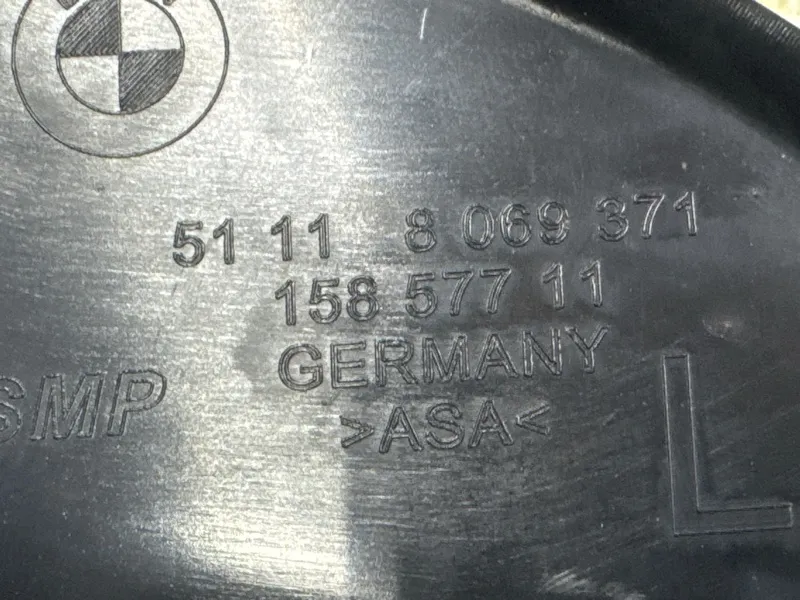 51 11 8 069 371
158 577 11
GERMANY
SMP
>ASA<
L